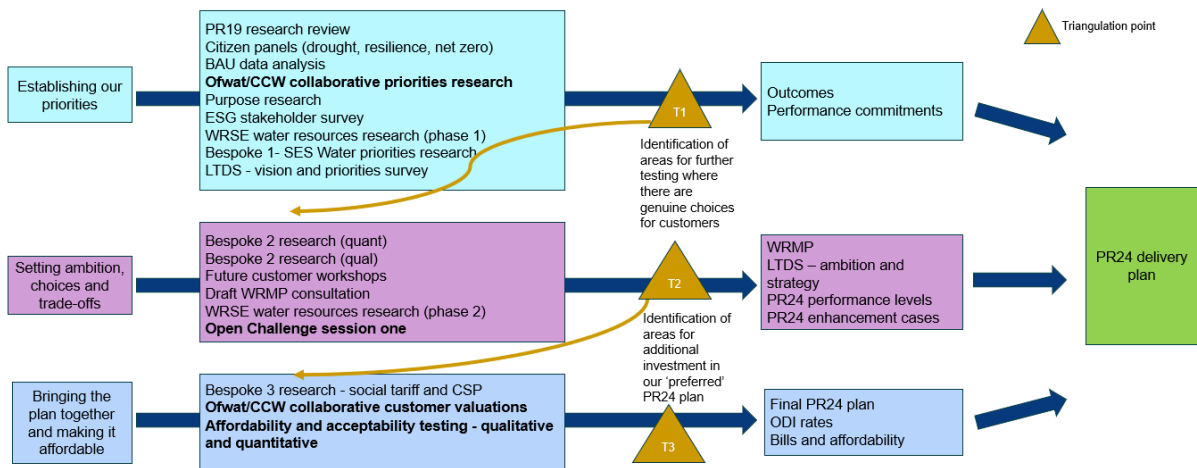 Triangulation point
Establishing our
priorities
PR19 research review
Citizen panels (drought, resilience, net zero)
BAU data analysis
Ofwat/CCW collaborative priorities research
Purpose research
ESG stakeholder survey
WRSE water resources research (phase 1)
Bespoke 1- SES Water priorities research
LTDS - vision and priorities survey
T1
Identification of
areas for further
testing where
there are
genuine choices
for customers
Outcomes
Performance commitments
Setting ambition,
choices and
trade-offs
Bespoke 2 research (quant)
Bespoke 2 research (qual)
Future customer workshops
Draft WRMP consultation
WRSE water resources research (phase 2)
Open Challenge session one
T2
Identification of
areas for
additional
investment in
our ‘preferred’
PR24 plan
WRMP
LTDS – ambition and
strategy
PR24 performance levels
PR24 enhancement cases
PR24 delivery
plan
Bringing the
plan together
and making it
affordable
Bespoke 3 research - social tariff and CSP
Ofwat/CCW collaborative customer valuations
Affordability and acceptability testing - qualitative
and quantitative
T3
Final PR24 plan
ODI rates
Bills and affordability